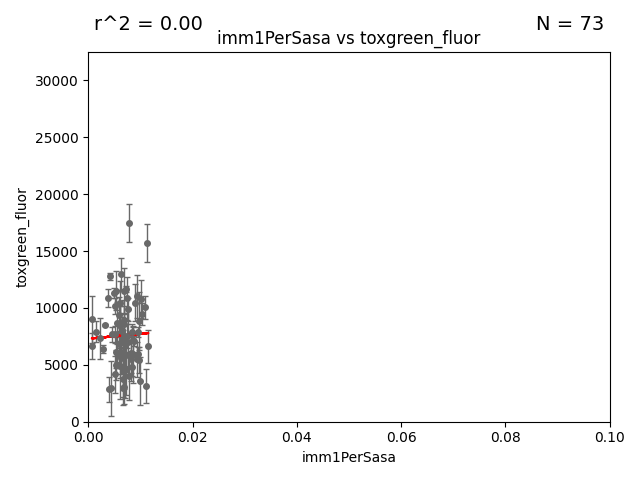 r^2 = 0.00
N = 73
imm1PerSasa vs toxgreen_fluor
30000
25000
20000
15000
10000
5000
0
toxgreen_fluor
0.00
0.02
0.04
0.06
0.08
0.10
imm1PerSasa